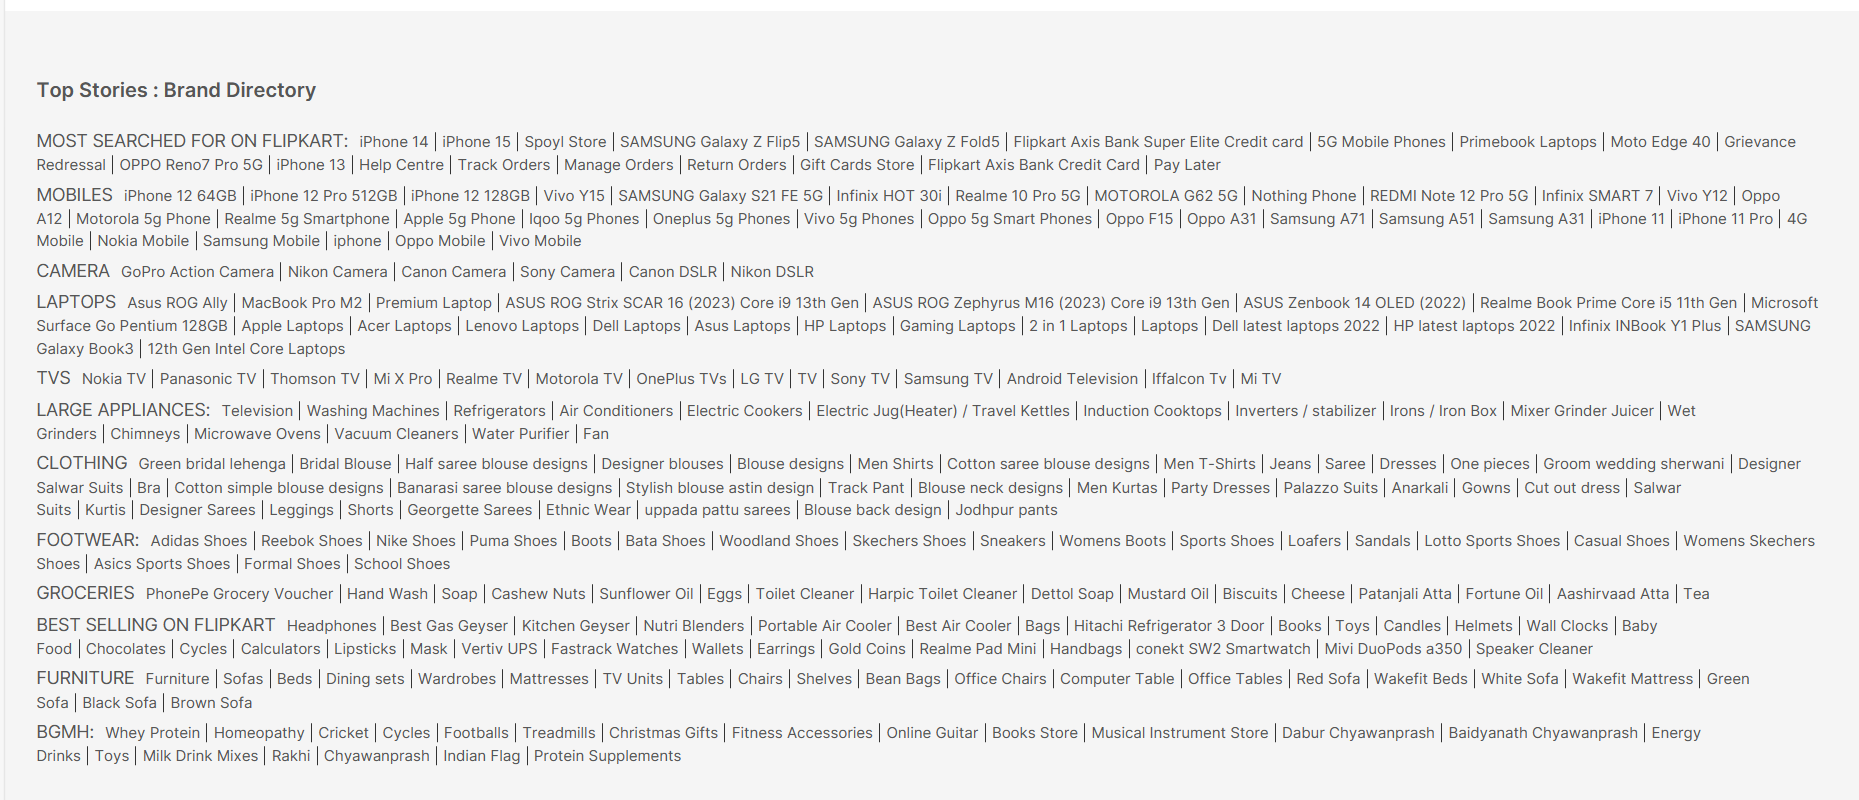 Top Stories : Brand Directory
MOST SEARCHED FOR ON FLIPKART: iPhone 14 | iPhone 15 | Spoyl Store | SAMSUNG Galaxy Z Flip5 | SAMSUNG Galaxy Z Fold5 | Flipkart Axis Bank Super Elite Credit card | 5G Mobile Phones | Primebook Laptops | Moto Edge 40 | Grievance
Redressal | OPPO Reno7 Pro 5G | iPhone 13 | Help Centre | Track Orders | Manage Orders | Return Orders | Gift Cards Store | Flipkart Axis Bank Credit Card | Pay Later
MOBILES iPhone 12 64GB | iPhone 12 Pro 512GB | iPhone 12 128GB | Vivo Y15 | SAMSUNG Galaxy S21 FE 5G | Infinix HOT 30i | Realme 10 Pro 5G | MOTOROLA G62 5G | Nothing Phone | REDMI Note 12 Pro 5G | Infinix SMART 7 | Vivo Y12 | Oppo
A12 | Motorola 5g Phone | Realme 5g Smartphone | Apple 5g Phone | Iqoo 5g Phones | Oneplus 5g Phones | Vivo 5g Phones | Oppo 5g Smart Phones | Oppo F15 | Oppo A31 | Samsung A71 | Samsung A51 | Samsung A31 | iPhone 11 | iPhone 11 Pro | 4G
Mobile | Nokia Mobile | Samsung Mobile | iphone | Oppo Mobile | Vivo Mobile
CAMERA GoPro Action Camera | Nikon Camera | Canon Camera | Sony Camera | Canon DSLR | Nikon DSLR
LAPTOPS Asus ROG Ally | MacBook Pro M2 | Premium Laptop | ASUS ROG Strix SCAR 16 (2023) Core i9 13th Gen | ASUS ROG Zephyrus M16 (2023) Core i9 13th Gen | ASUS Zenbook 14 OLED (2022) | Realme Book Prime Core i5 11th Gen | Microsoft
Surface Go Pentium 128GB | Apple Laptops | Acer Laptops | Lenovo Laptops | Dell Laptops | Asus Laptops | HP Laptops | Gaming Laptops | 2 in 1 Laptops | Laptops | Dell latest laptops 2022 | HP latest laptops 2022 | Infinix INBook Y1 Plus | SAMSUNG
Galaxy Book3 | 12th Gen Intel Core Laptops
TVS Nokia TV | Panasonic TV | Thomson TV | Mi X Pro | Realme TV | Motorola TV | OnePlus TVs | LG TV | TV | Sony TV | Samsung TV | Android Television | Iffalcon Tv | Mi TV
LARGE APPLIANCES: Television | Washing Machines | Refrigerators | Air Conditioners | Electric Cookers | Electric Jug(Heater) / Travel Kettles | Induction Cooktops | Inverters / stabilizer | Irons / Iron Box | Mixer Grinder Juicer | Wet
Grinders | Chimneys | Microwave Ovens | Vacuum Cleaners | Water Purifier | Fan
CLOTHING Green bridal lehenga | Bridal Blouse | Half saree blouse designs | Designer blouses | Blouse designs | Men Shirts | Cotton saree blouse designs | Men T-Shirts | Jeans | Saree | Dresses | One pieces | Groom wedding sherwani | Designer
Salwar Suits | Bra | Cotton simple blouse designs | Banarasi saree blouse designs | Stylish blouse astin design | Track Pant | Blouse neck designs | Men Kurtas | Party Dresses | Palazzo Suits | Anarkali | Gowns | Cut out dress | Salwar
Suits | Kurtis | Designer Sarees | Leggings | Shorts | Georgette Sarees | Ethnic Wear | uppada pattu sarees | Blouse back design | Jodhpur pants
FOOTWEAR: Adidas Shoes | Reebok Shoes | Nike Shoes | Puma Shoes | Boots | Bata Shoes | Woodland Shoes | Skechers Shoes | Sneakers | Womens Boots | Sports Shoes | Loafers | Sandals | Lotto Sports Shoes | Casual Shoes | Womens Skechers
Shoes | Asics Sports Shoes | Formal Shoes | School Shoes
GROCERIES PhonePe Grocery Voucher | Hand Wash | Soap | Cashew Nuts | Sunflower Oil | Eggs | Toilet Cleaner | Harpic Toilet Cleaner | Dettol Soap | Mustard Oil | Biscuits | Cheese | Patanjali Atta | Fortune Oil | Aashirvaad Atta | Tea
BEST SELLING ON FLIPKART Headphones | Best Gas Geyser | Kitchen Geyser | Nutri Blenders | Portable Air Cooler | Best Air Cooler | Bags | Hitachi Refrigerator 3 Door | Books | Toys | Candles | Helmets | Wall Clocks | Baby
Food | Chocolates | Cycles | Calculators | Lipsticks | Mask | Vertiv UPS | Fastrack Watches | Wallets | Earrings | Gold Coins | Realme Pad Mini | Handbags | conekt SW2 Smartwatch | Mivi DuoPods a350 | Speaker Cleaner
FURNITURE Furniture | Sofas | Beds | Dining sets | Wardrobes | Mattresses | TV Units | Tables | Chairs | Shelves | Bean Bags | Office Chairs | Computer Table | Office Tables | Red Sofa | Wakefit Beds | White Sofa | Wakefit Mattress | Green
Sofa | Black Sofa | Brown Sofa
BGMH: Whey Protein | Homeopathy | Cricket | Cycles | Footballs | Treadmills | Christmas Gifts | Fitness Accessories | Online Guitar | Books Store | Musical Instrument Store | Dabur Chyawanprash | Baidyanath Chyawanprash | Energy
Drinks | Toys | Milk Drink Mixes | Rakhi | Chyawanprash | Indian Flag | Protein Supplements